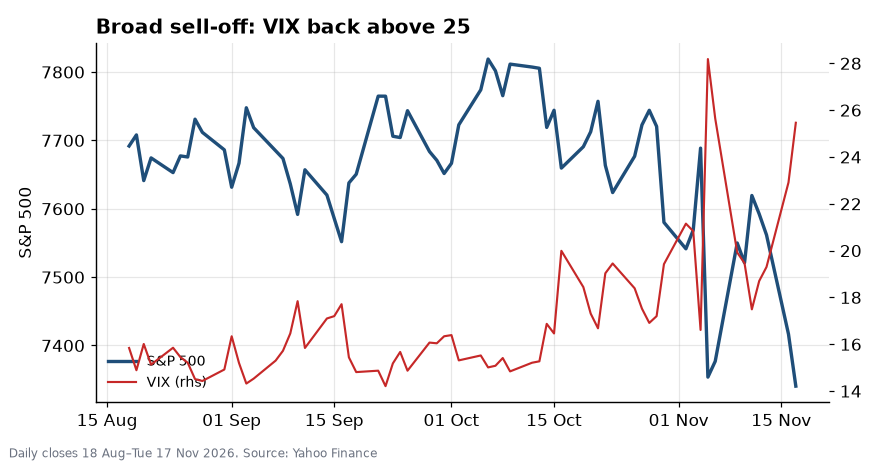 Broad sell-off: VIX back above 25
S&P 500
7800
7700
7600
7500
7400
28
26
24
22
20
18
16
14
S&P 500
VIX (rhs)
15 Aug
01 Sep
15 Sep
01 Oct
15 Oct
01 Nov
15 Nov
Daily closes 18 Aug–Tue 17 Nov 2026. Source: Yahoo Finance